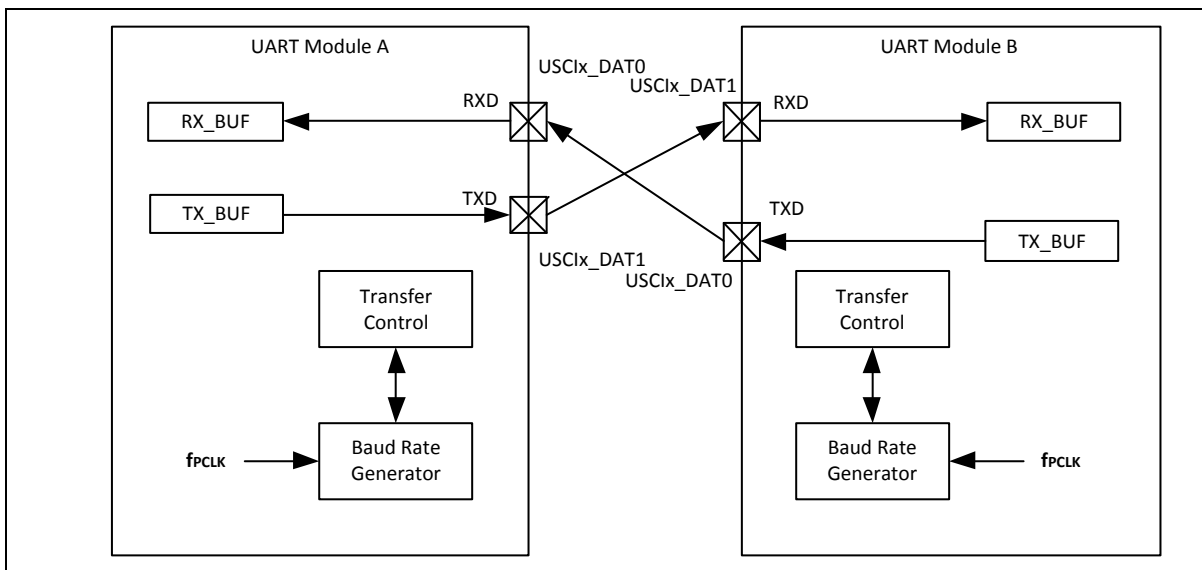 UART Module A
USCIx_DAT0
RXD
RX_BUF
TX_BUF
TXD
USCIx_DAT1
Transfer
Control
Baud Rate
Generator
fPCLK
UART Module B
USCIx_DAT1
RXD
RX_BUF
TXD
TX_BUF
USCIx_DAT0
Transfer
Control
Baud Rate
Generator
fPCLK